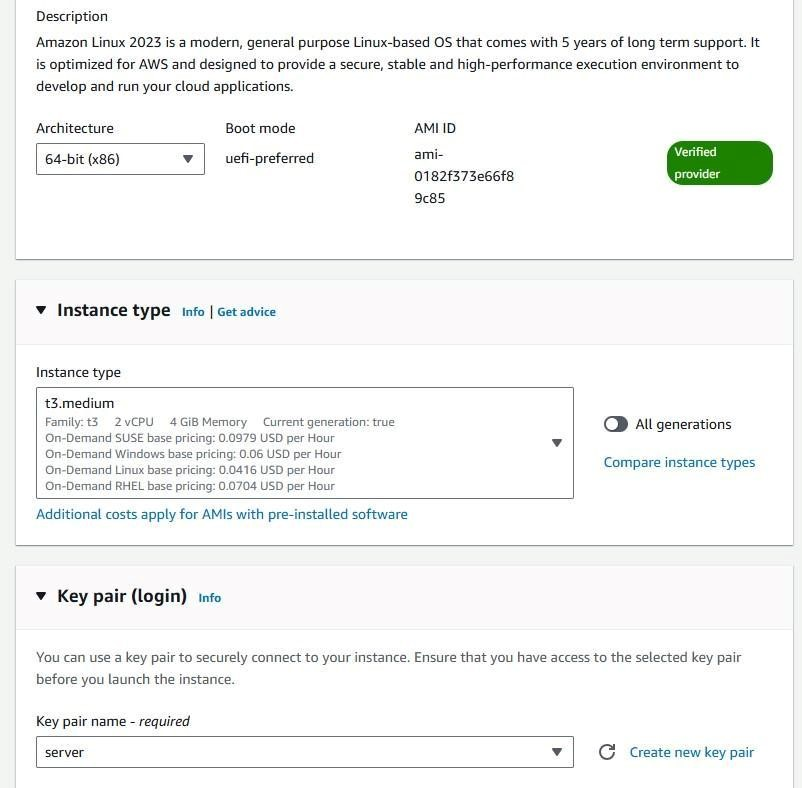 Description
Amazon Linux 2023 is a modern, general purpose Linux-based OS that comes with 5 years of long term support. It
is optimized for AWS and designed to provide a secure, stable and high-performance execution environment to
develop and run your cloud applications.
Architecture
64-bit (x86)
Boot mode
uefi-preferred
AMI ID
ami-
0182f373e66f8
9c85
Verified
provider
Instance type Info | Get advice
Instance type
t3.medium
Family: t3 2 vCPU 4 GiB Memory Current generation: true
On-Demand SUSE base pricing: 0.0979 USD per Hour
On-Demand Windows base pricing: 0.06 USD per Hour
On-Demand Linux base pricing: 0.0416 USD per Hour
On-Demand RHEL base pricing: 0.0704 USD per Hour
All generations
Compare instance types
Additional costs apply for AMIs with pre-installed software
Key pair (login) Info
You can use a key pair to securely connect to your instance. Ensure that you have access to the selected key pair
before you launch the instance.
Key pair name - required
server
Create new key pair